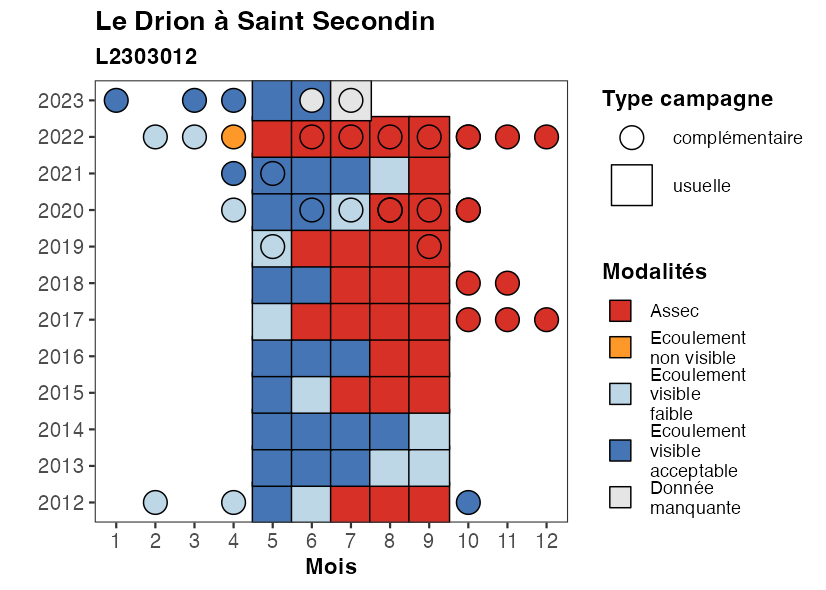 Le Drion à Saint Secondin
L2303012
2023
2022
2021
2020
2019
2018
2017
2016
2015
2014
2013
2012
1 2 3 4 5 6 7 8 9 10 11 12
Mois
Type campagne
complémentaire
usuelle
Modalités
Assec
Ecoulement
non visible
Ecoulement
visible
faible
Ecoulement
visible
acceptable
Donnée
manquante